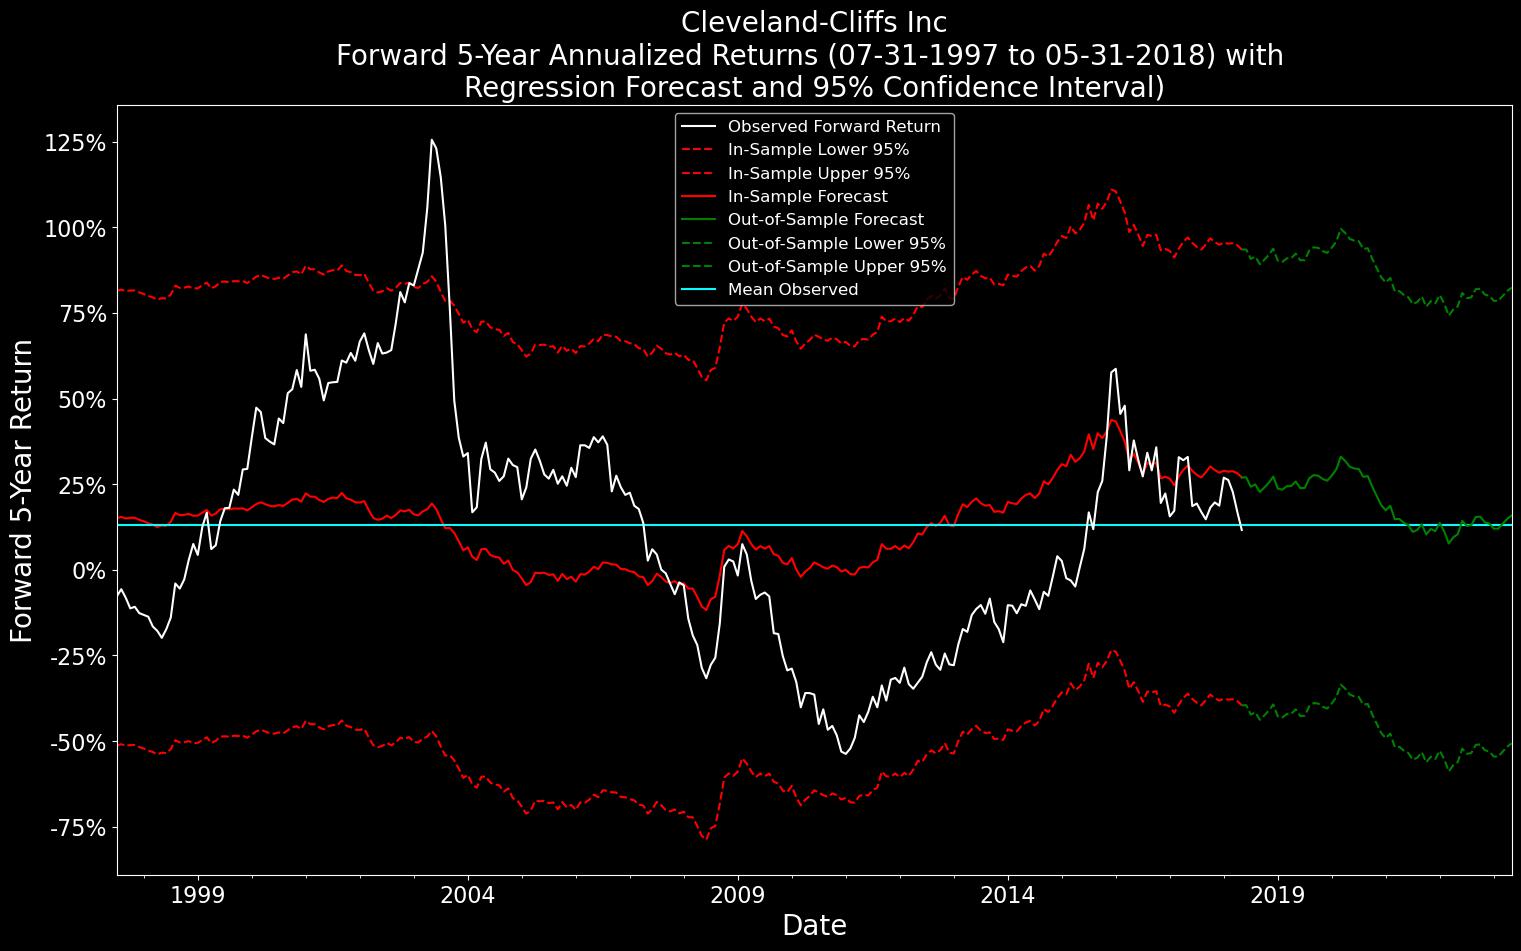 Cleveland-Cliffs Inc
Forward 5-Year Annualized Returns (07-31-1997 to 05-31-2018) with
Regression Forecast and 95% Confidence Interval)
Observed Forward Return
In-Sample Lower 95%
In-Sample Upper 95%
In-Sample Forecast
Out-of-Sample Forecast
Out-of-Sample Lower 95%
Out-of-Sample Upper 95%
Mean Observed
Forward 5-Year Return
125%
100%
75%
50%
25%
0%
-25%
-50%
-75%
1999
2004
2009
2014
2019
Date